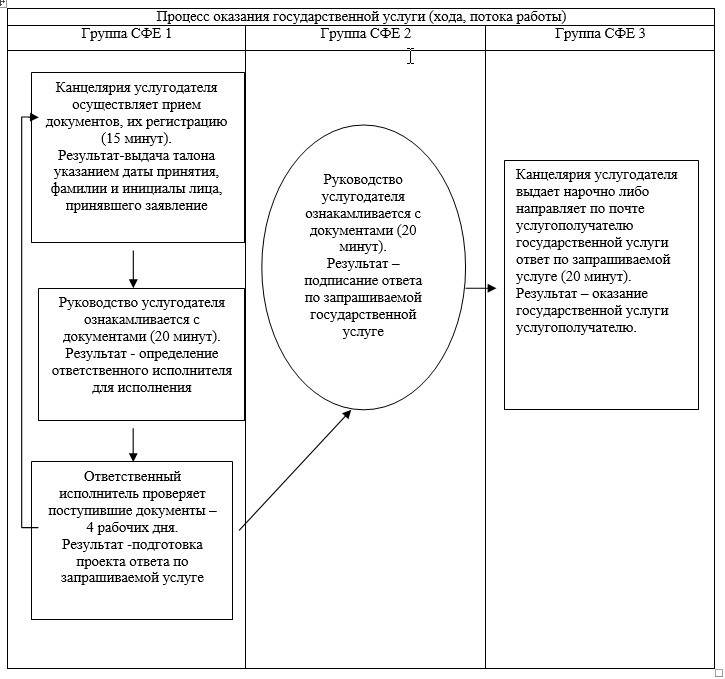 Процесс оказания государственной услуги (хода, потока работы)
Группа СФЕ 1
Группа СФЕ 2
Группа СФЕ 3
Канцелярия услугодателя
осуществляет прием
документов, их регистрацию
(15 минут).
Результат-выдача талона
указанием даты принятия,
фамилии и инициалы лица,
принявшего заявление
Руководство услугодателя
ознакамливается с
документами (20 минут).
Результат - определение
ответственного исполнителя
для исполнения
Ответственный
исполнитель проверяет
поступившие документы –
4 рабочих дня.
Результат -подготовка
проекта ответа по
запрашиваемой услуге
Руководство
услугодателя
ознакамливается с
документами (20
минут).
Результат –
подписание ответа
по запрашиваемой
государственной
услуге
Канцелярия услугодателя
выдает нарочно либо
направляет по почте
услугополучателю
государственной услуги
ответ по запрашиваемой
услуге (20 минут).
Результат – оказание
государственной услуги
услугополучателю.